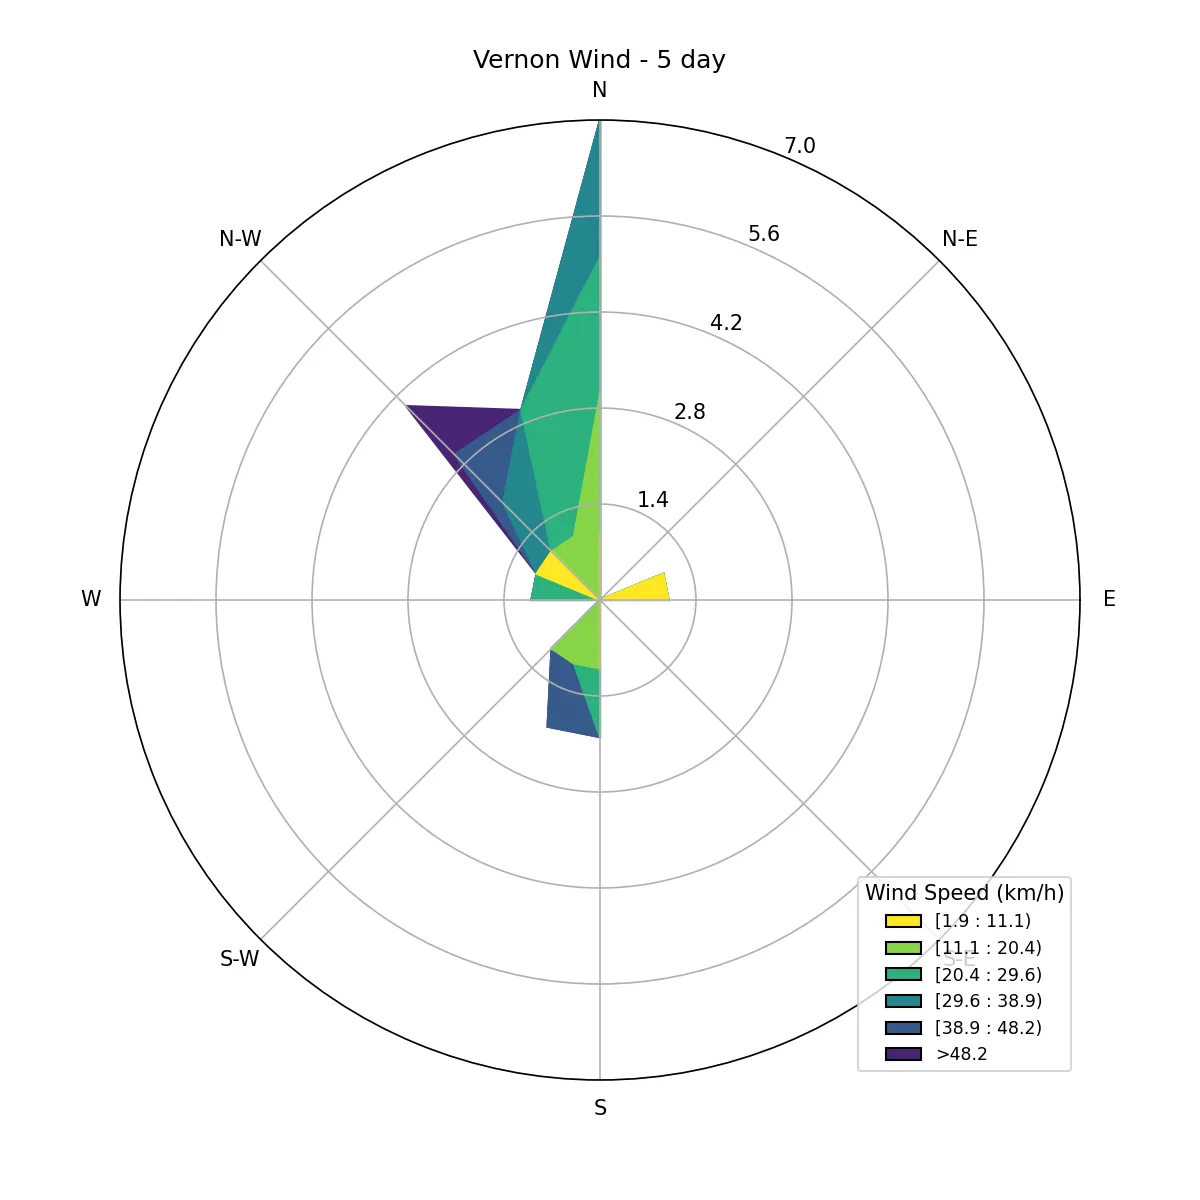 Vernon Wind - 5 day
N
7.0
N-W
5.6
N-E
4.2
2.8
1.4
W
E
Wind Speed (km/h)
[1.9 : 11.1)
[11.1 : 20.4)
S-W
S-E
[20.4 : 29.6)
[29.6 : 38.9)
[38.9 : 48.2)
>48.2
S